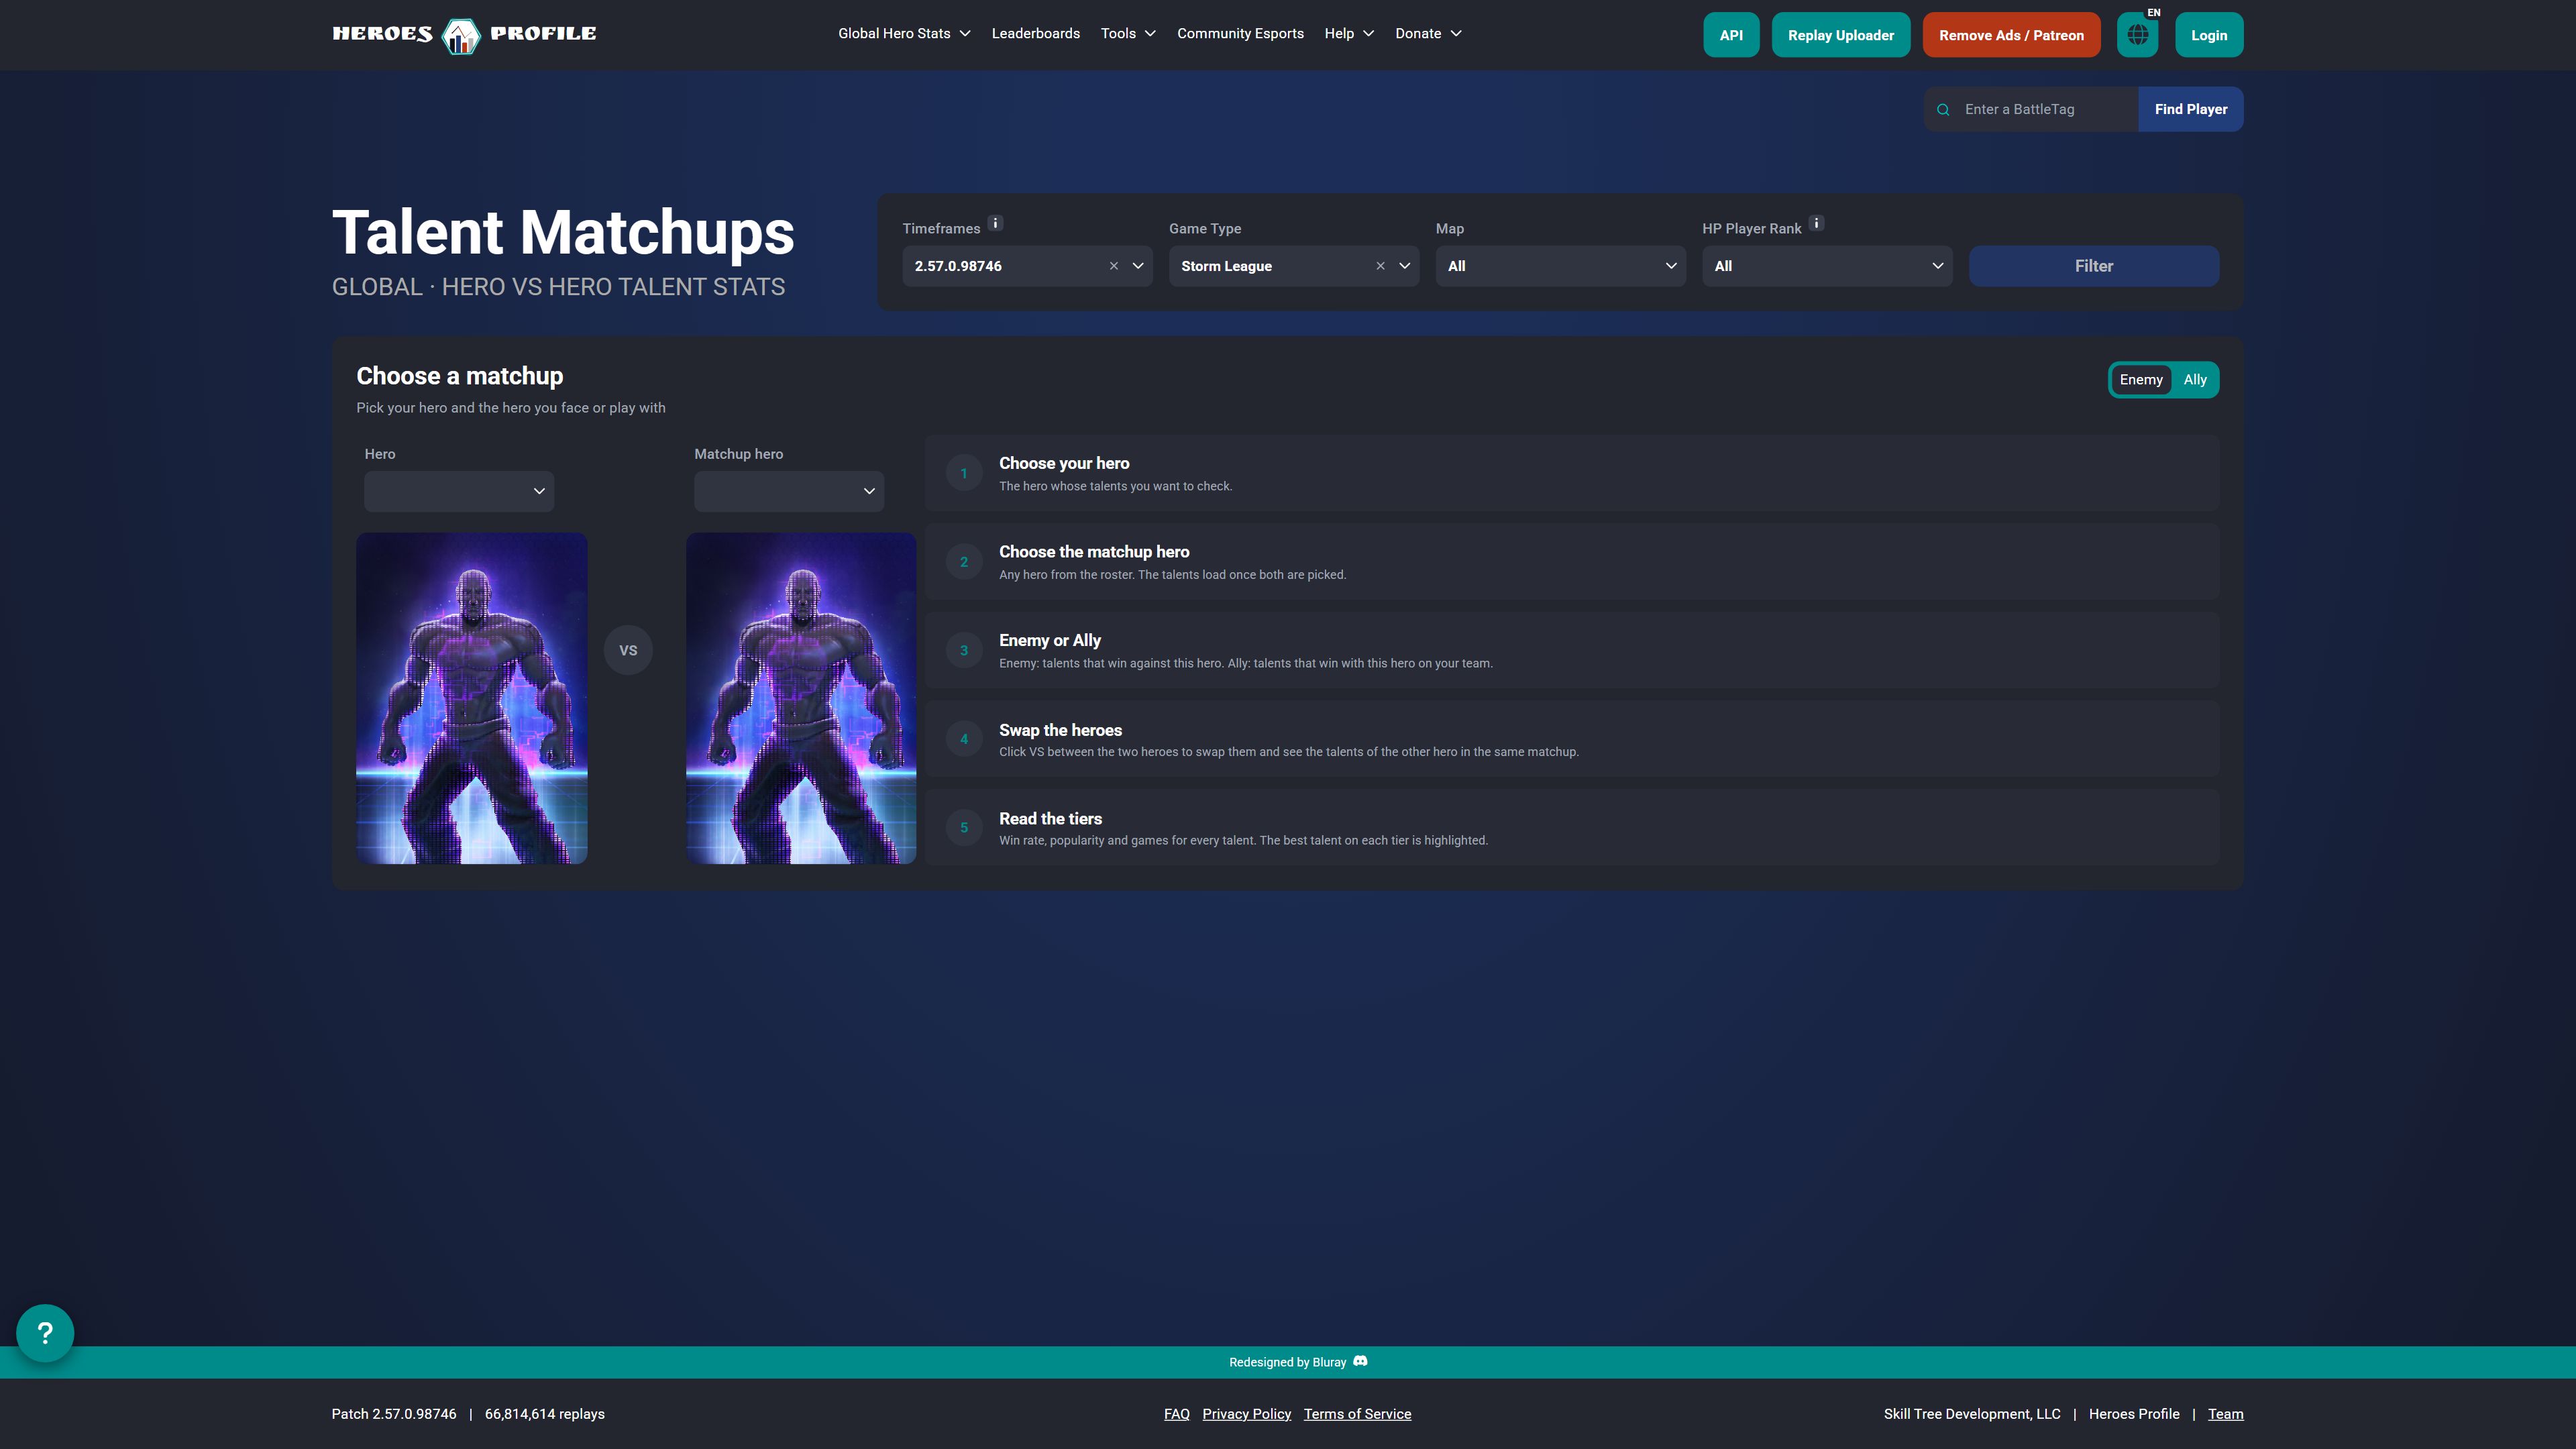 HEROES PROFILE
Global Hero Stats
Leaderboards
Tools
Community Esports
Help
Donate
API
Replay Uploader
Remove Ads / Patreon
EN
Login
Enter a BattleTag
Find Player
Talent Matchups
GLOBAL · HERO VS HERO TALENT STATS
Timeframes i
2.57.0.98746 ×
Game Type
Storm League ×
Map
All
HP Player Rank i
All
Filter
Choose a matchup
Pick your hero and the hero you face or play with
Enemy
Ally
Hero
Matchup hero
VS
1
Choose your hero
The hero whose talents you want to check.
2
Choose the matchup hero
Any hero from the roster. The talents load once both are picked.
3
Enemy or Ally
Enemy: talents that win against this hero. Ally: talents that win with this hero on your team.
4
Swap the heroes
Click VS between the two heroes to swap them and see the talents of the other hero in the same matchup.
5
Read the tiers
Win rate, popularity and games for every talent. The best talent on each tier is highlighted.
?
Redesigned by Bluray
Patch 2.57.0.98746 | 66,814,614 replays
FAQ Privacy Policy Terms of Service
Skill Tree Development, LLC | Heroes Profile | Team